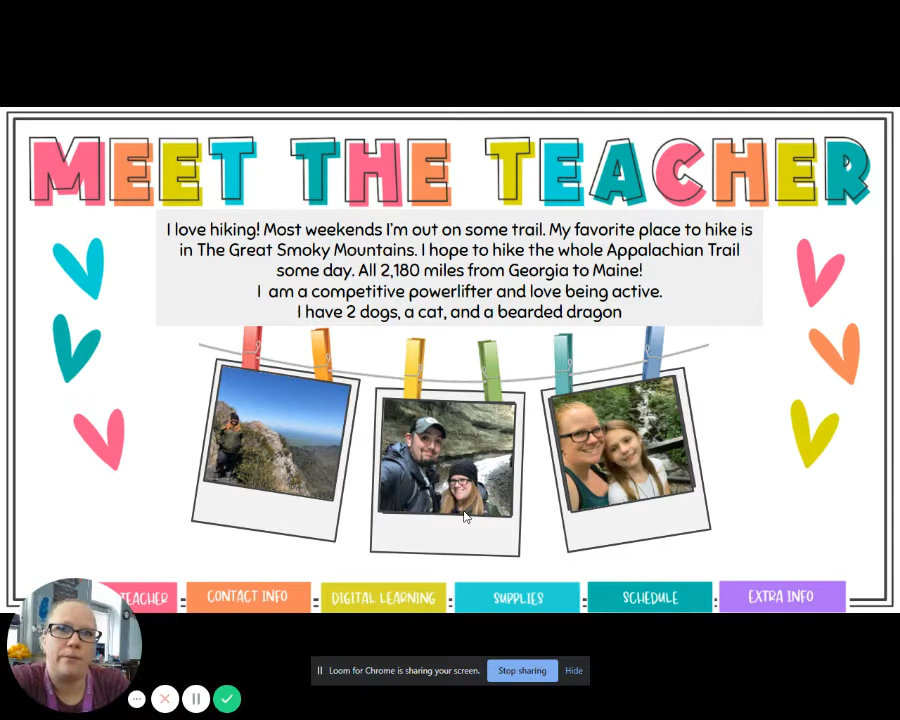 MEET THE TEACHER
I love hiking! Most weekends I'm out on some trail. My favorite place to hike is
in The Great Smoky Mountains. I hope to hike the whole Appalachian Trail
some day. All 2,180 miles from Georgia to Maine!
I am a competitive powerlifter and love being active.
I have 2 dogs, a cat, and a bearded dragon
TEACHER CONTACT INFO DIGITAL LEARNING SUPPLIES SCHEDULE EXTRA INFO
Loom for Chrome is sharing your screen. Stop sharing Hide